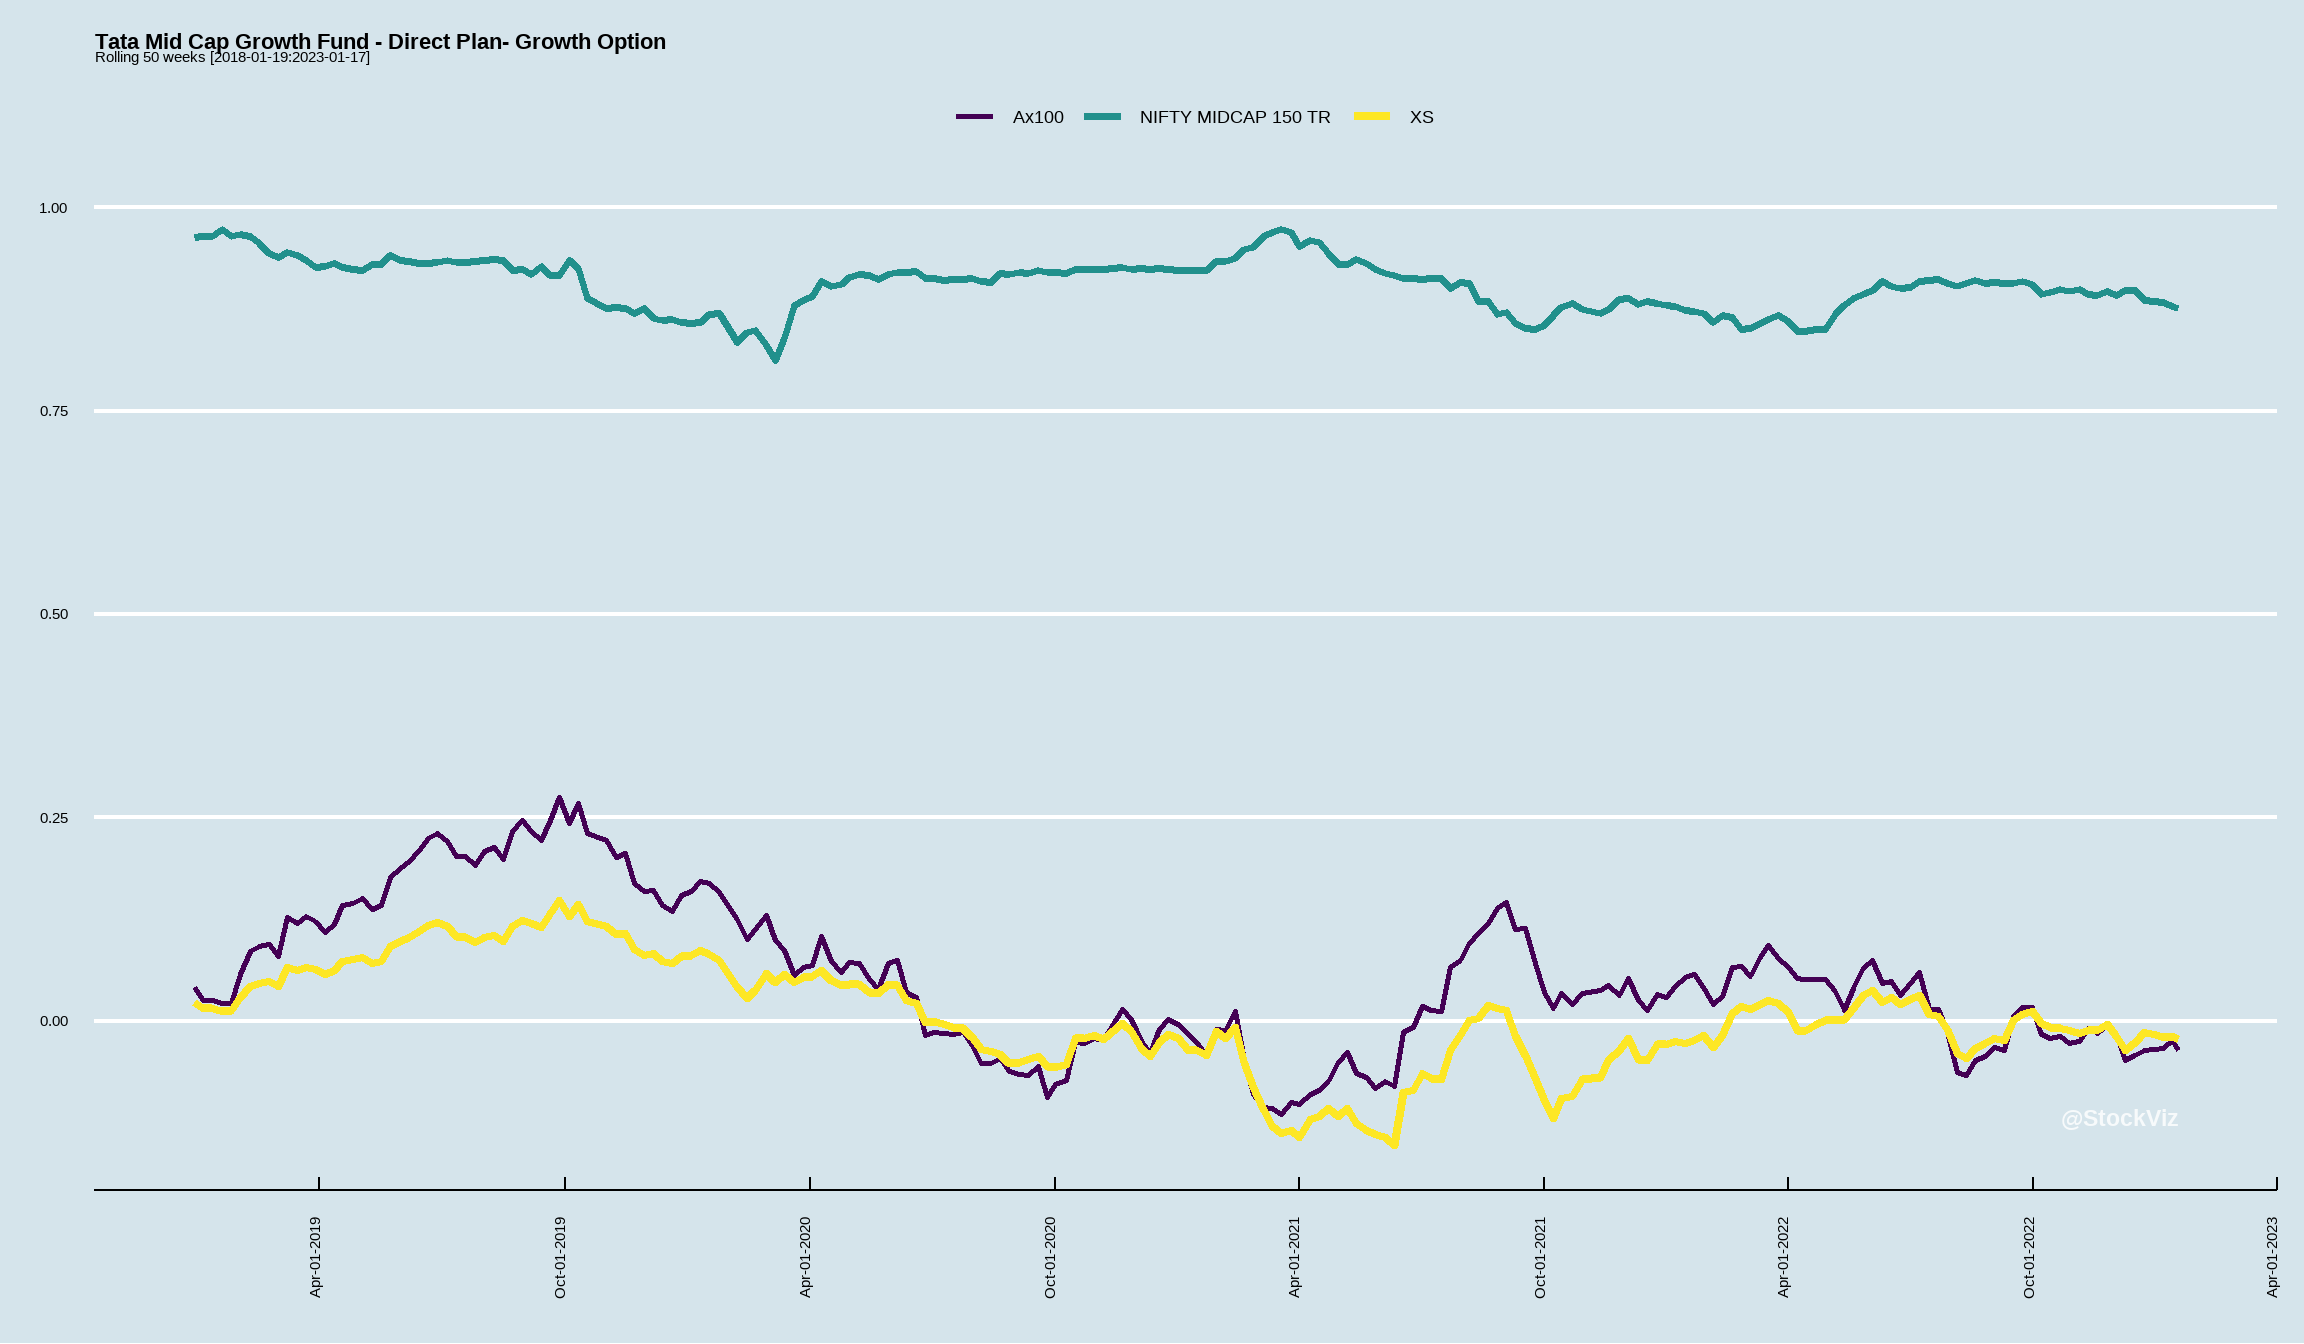 Tata Mid Cap Growth Fund - Direct Plan- Growth Option
Rolling 50 weeks [2018-01-19:2023-01-17]
Ax100 NIFTY MIDCAP 150 TR XS
1.00
0.75
0.50
0.25
0.00
@StockViz
Apr-01-2019
Oct-01-2019
Apr-01-2020
Oct-01-2020
Apr-01-2021
Oct-01-2021
Apr-01-2022
Oct-01-2022
Apr-01-2023